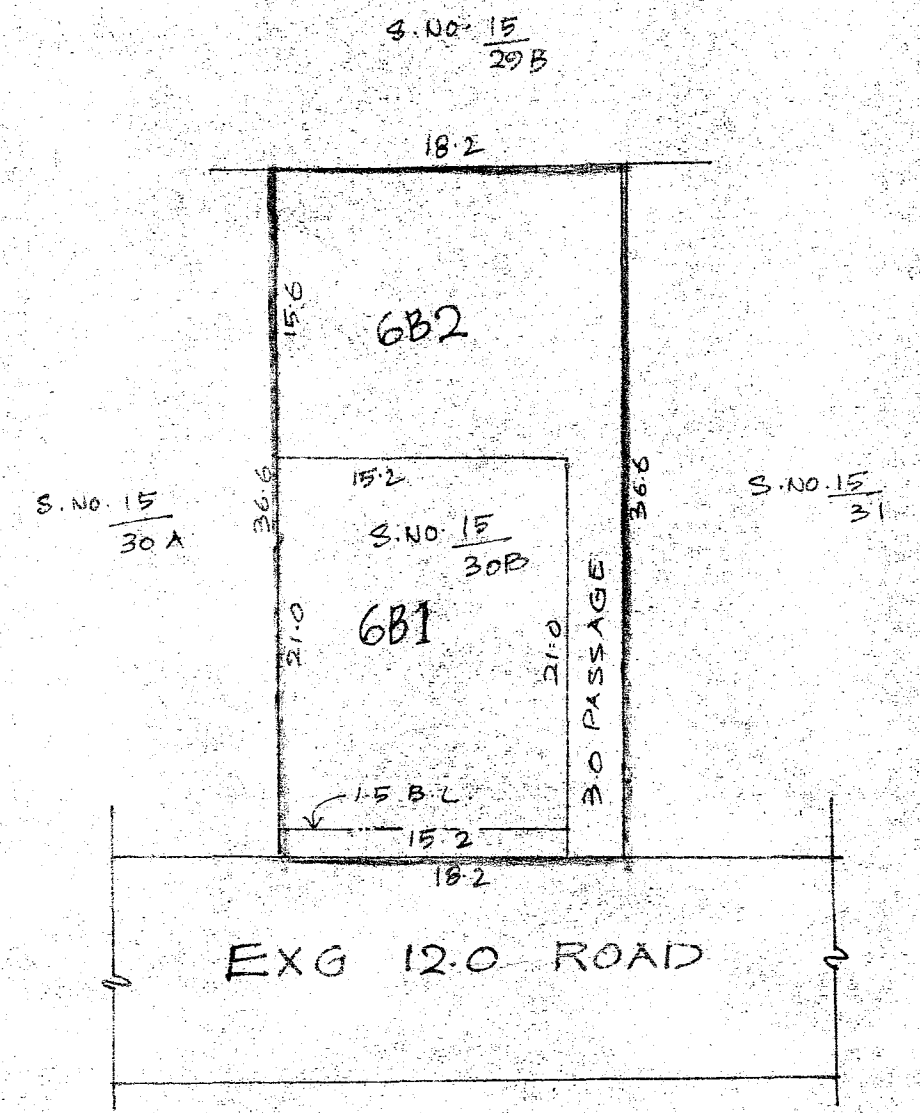 S.NO. 15/29B
18.2
15.6
6B2
15.2
36.6
36.6
S.NO. 15/30A
S.NO. 15/30B
S.NO. 15/31
6B1
21.0
21.0
3.0 PASSAGE
1.5 B.L.
15.2
18.2
EXG 12.0 ROAD